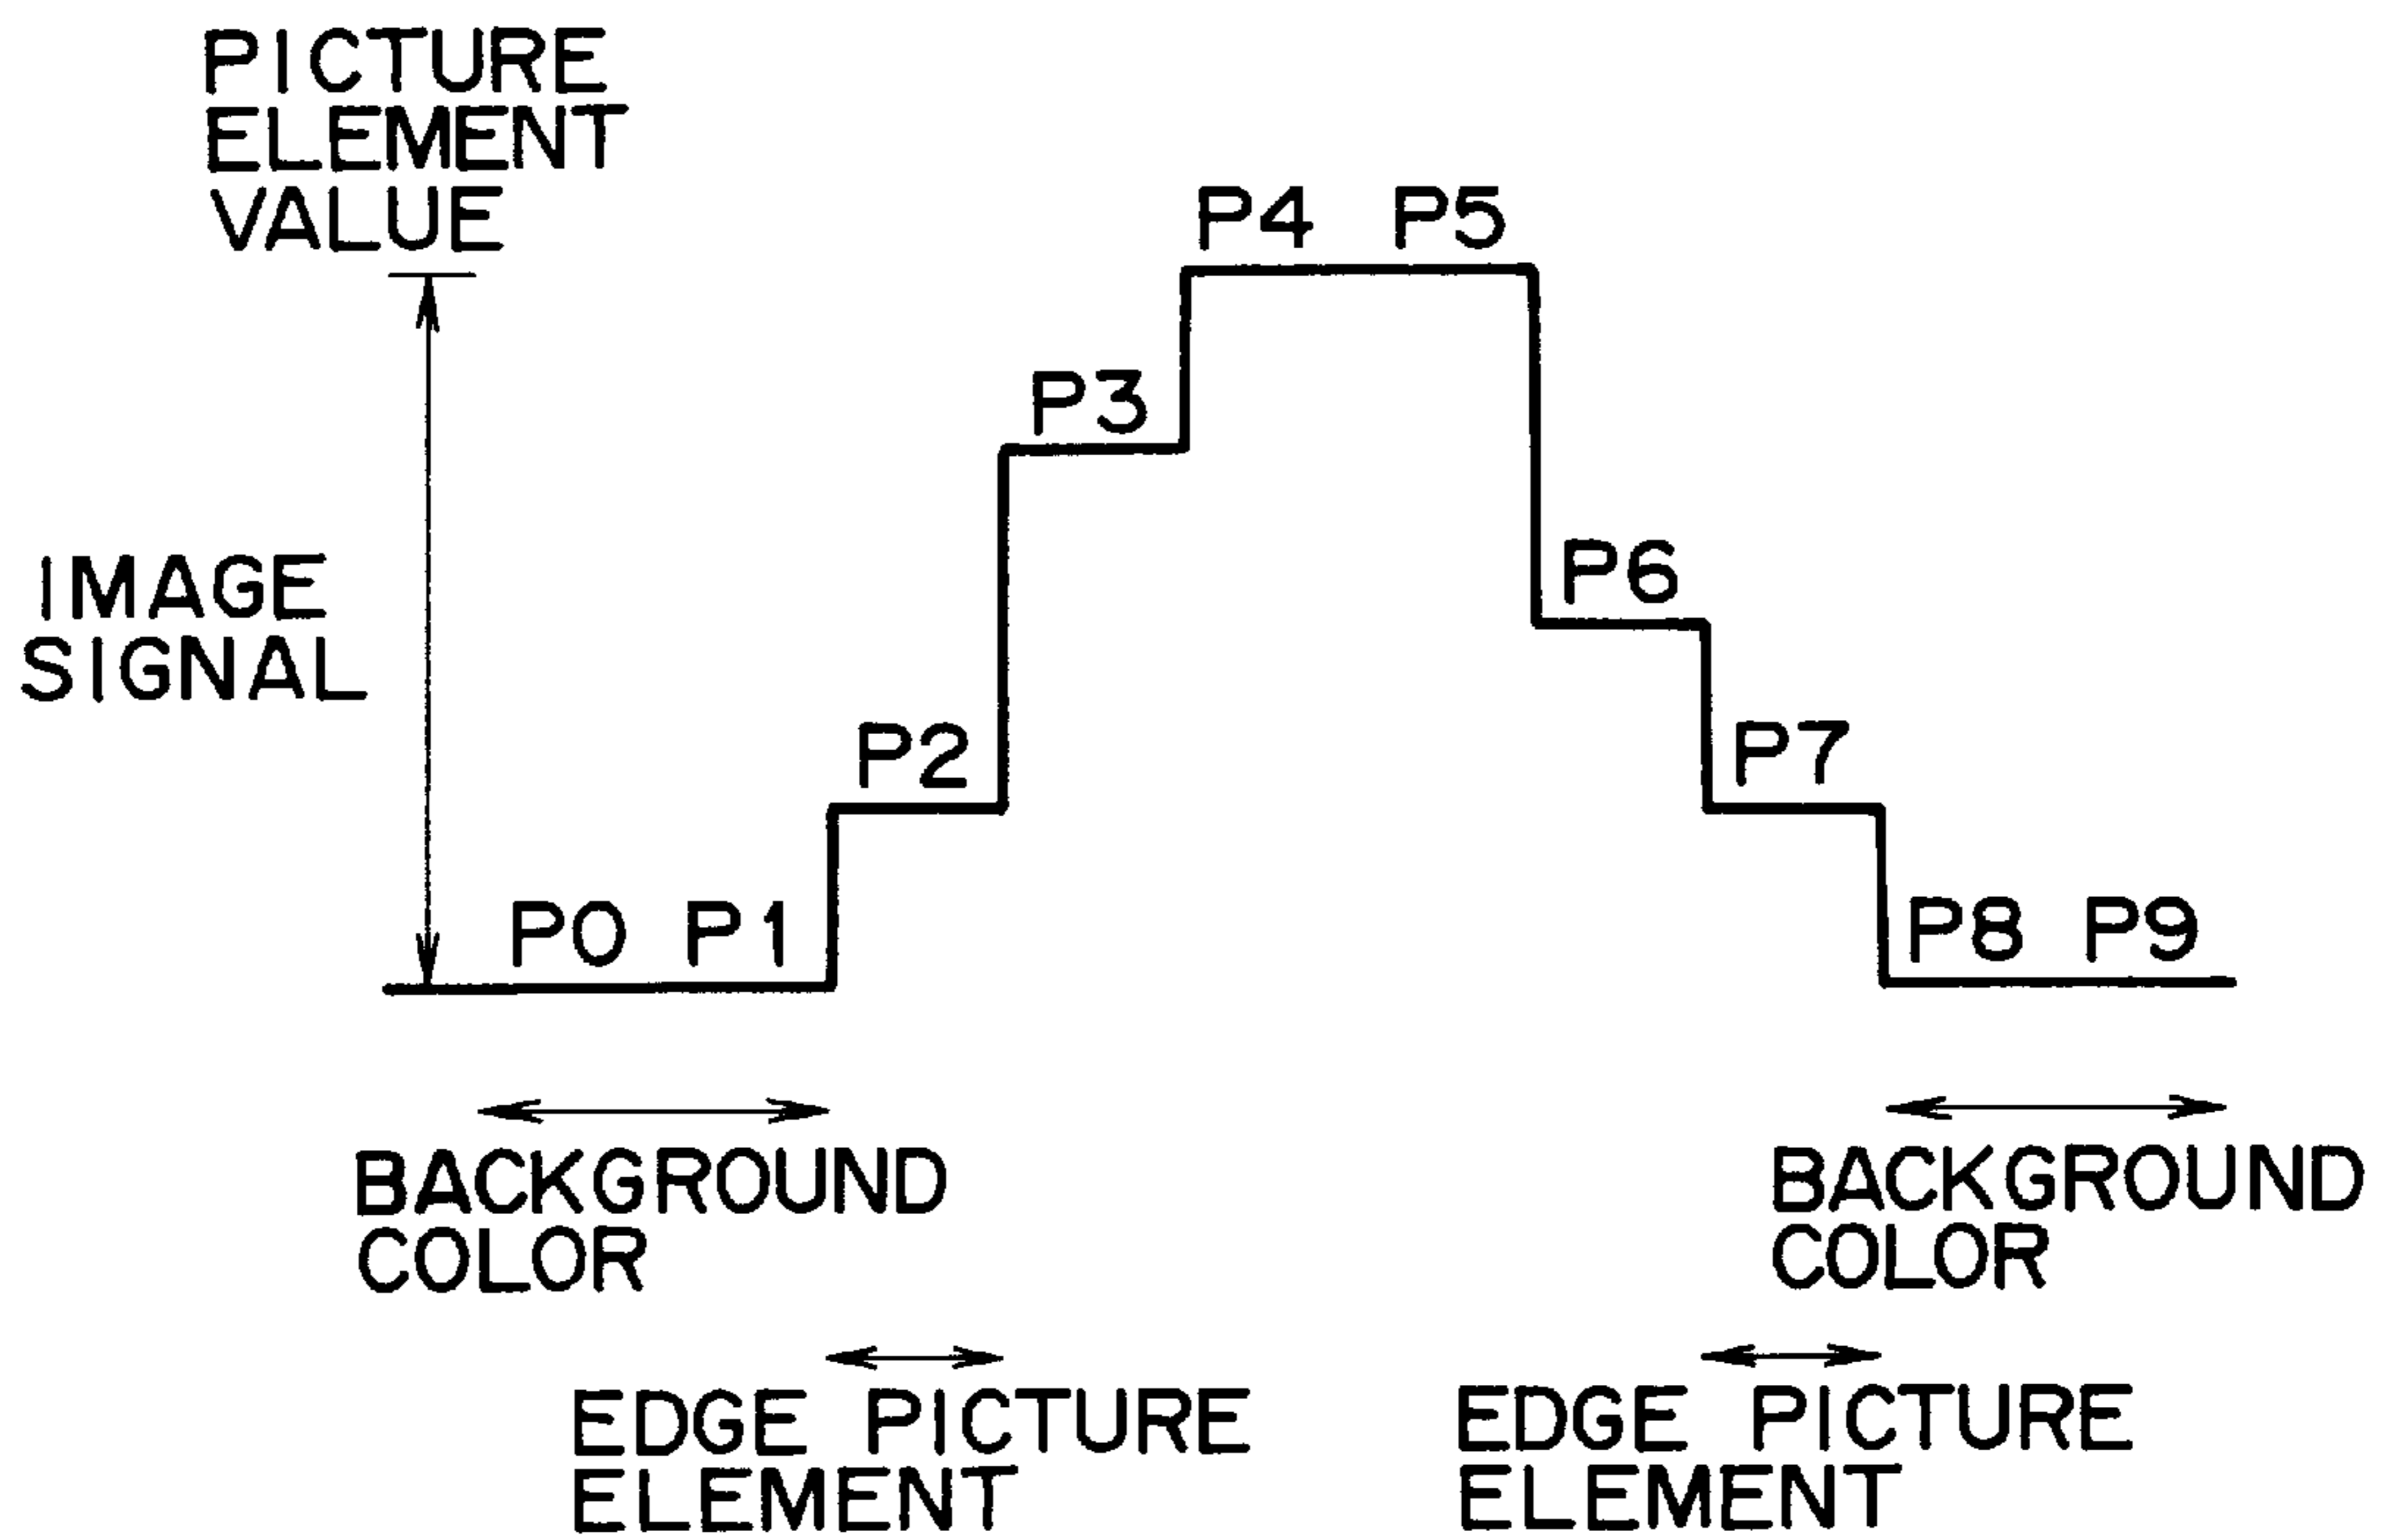 PICTURE
ELEMENT
VALUE
P4 P5
P3
IMAGE
SIGNAL
P6
P2
P7
P0 P1
P8 P9
BACKGROUND
COLOR
BACKGROUND
COLOR
EDGE PICTURE
ELEMENT
EDGE PICTURE
ELEMENT